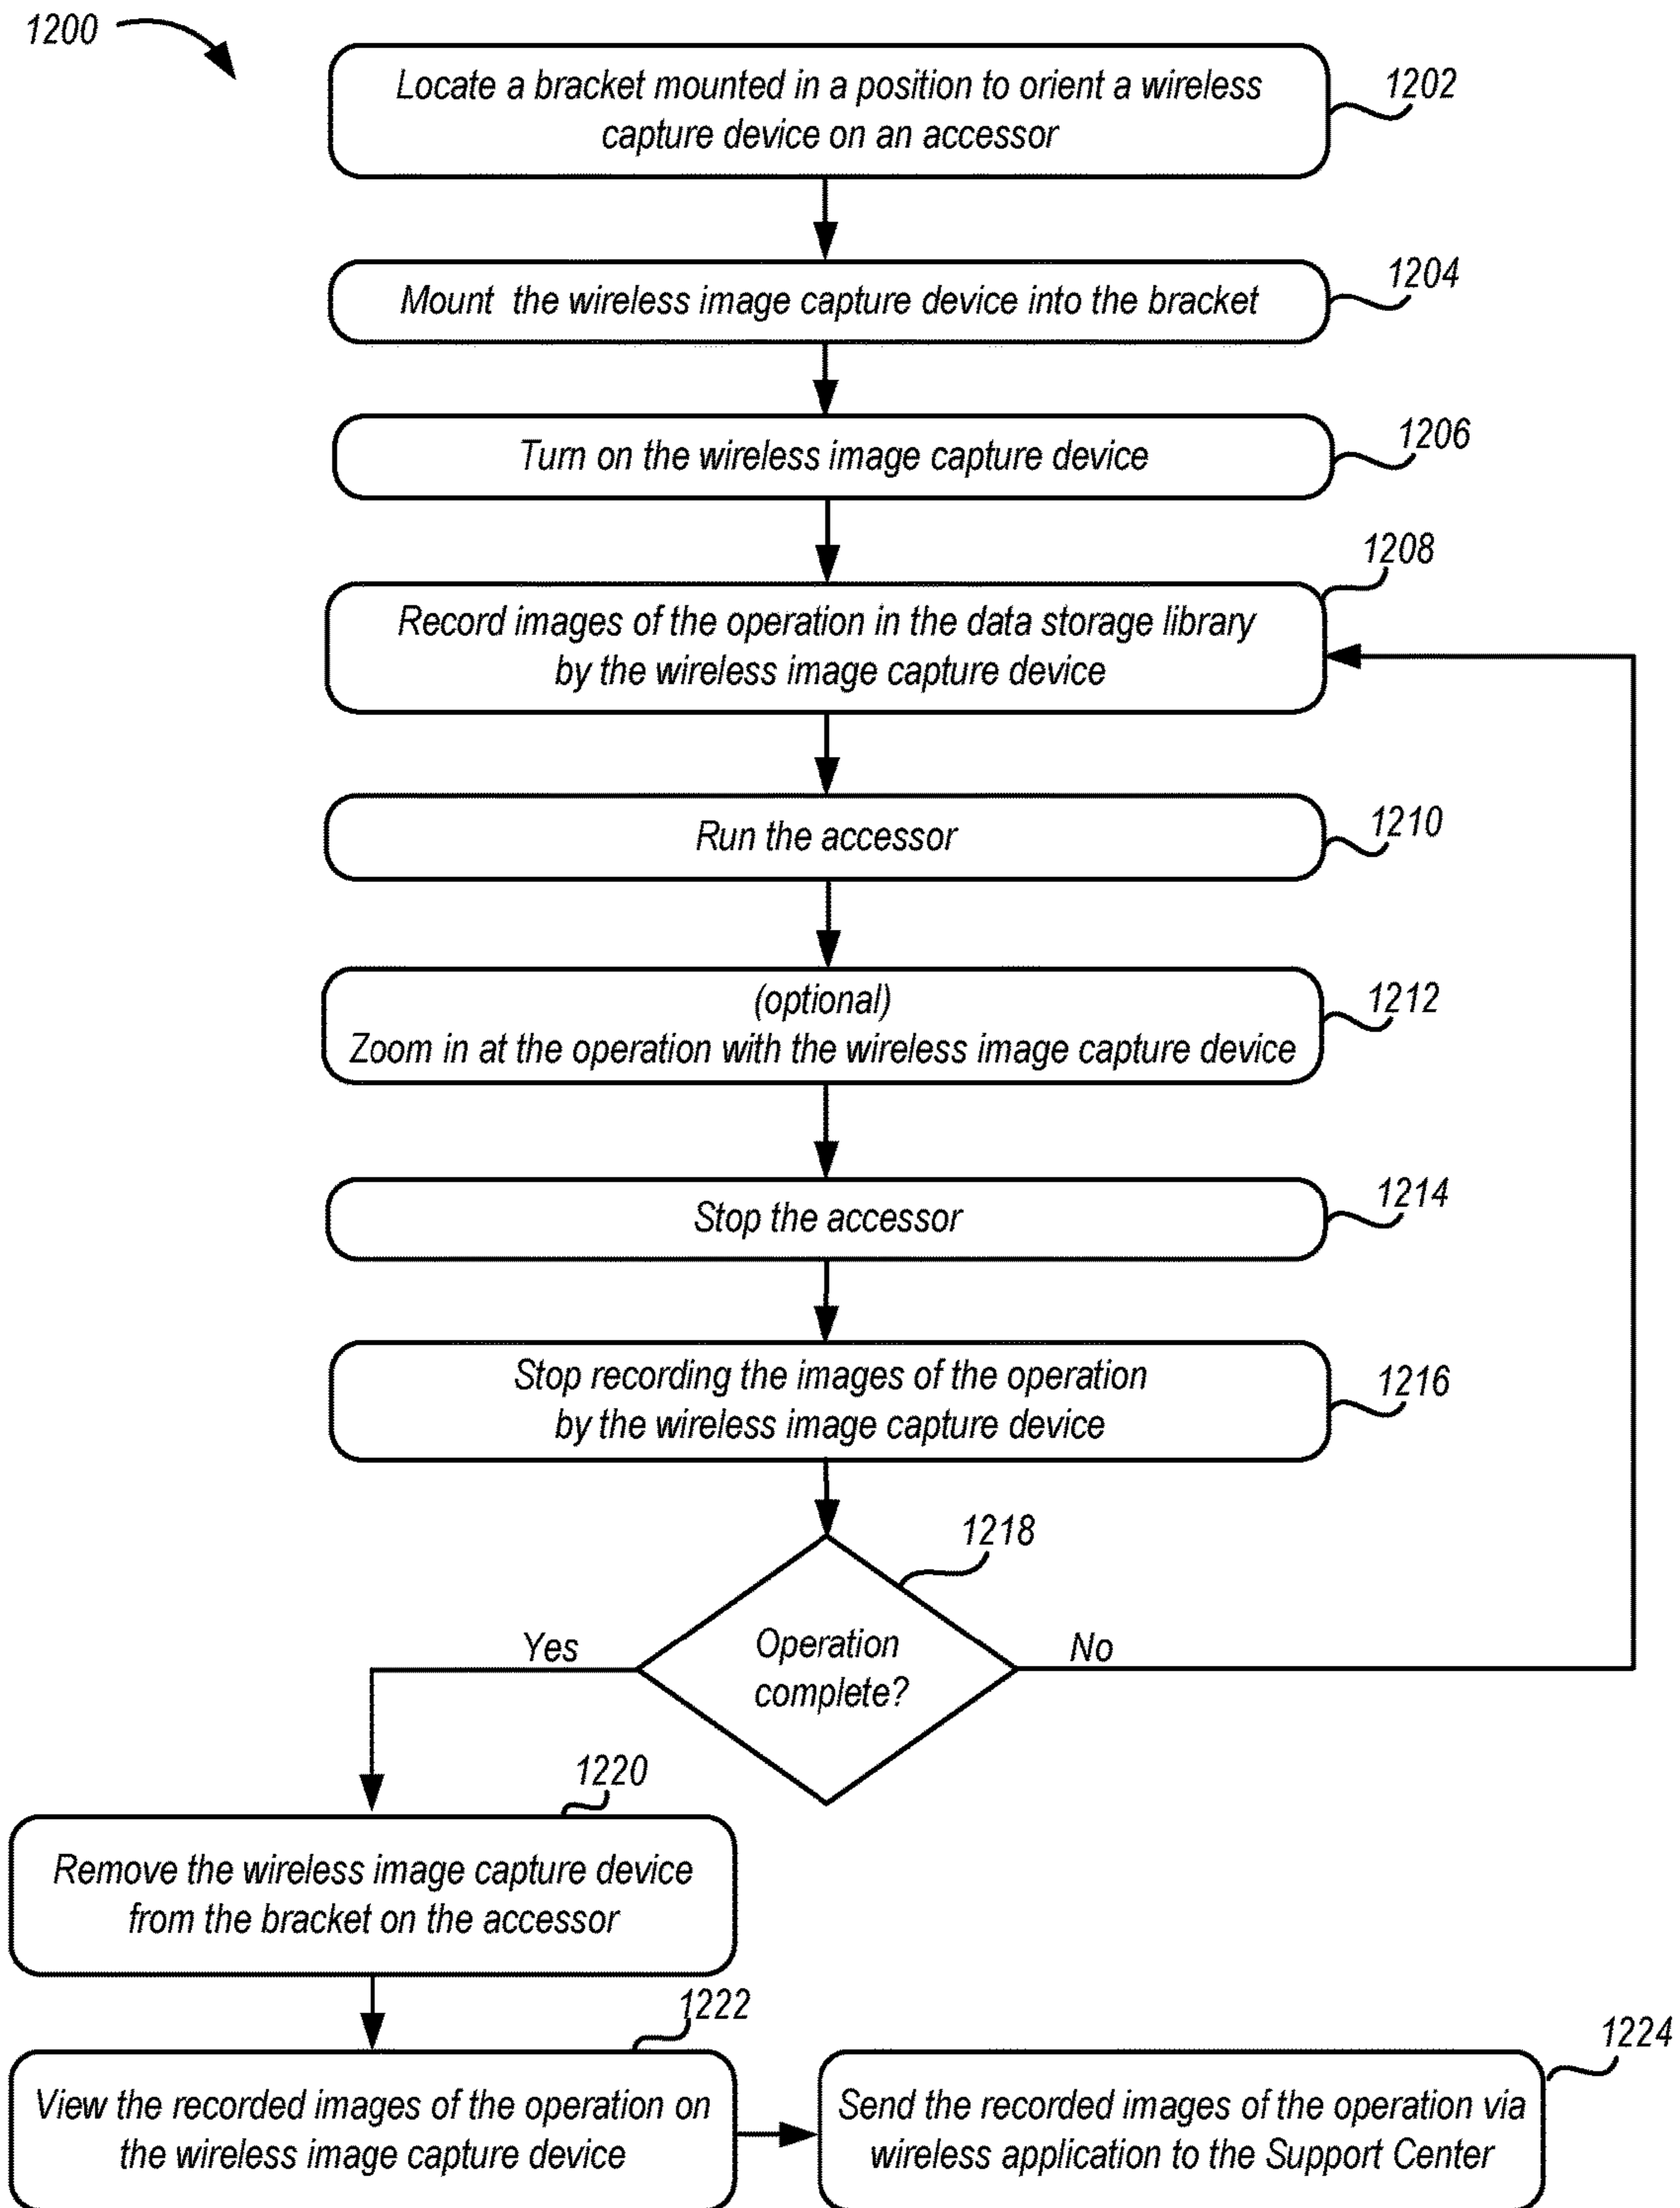 1200
Locate a bracket mounted in a position to orient a wireless
capture device on an accessor
1202
Mount the wireless image capture device into the bracket
1204
Turn on the wireless image capture device
1206
1208
Record images of the operation in the data storage library
by the wireless image capture device
Run the accessor
1210
(optional)
Zoom in at the operation with the wireless image capture device
1212
Stop the accessor
1214
Stop recording the images of the operation
by the wireless image capture device
1216
1218
Operation
complete?
Yes
No
1220
Remove the wireless image capture device
from the bracket on the accessor
1222
View the recorded images of the operation on
the wireless image capture device
1224
Send the recorded images of the operation via
wireless application to the Support Center